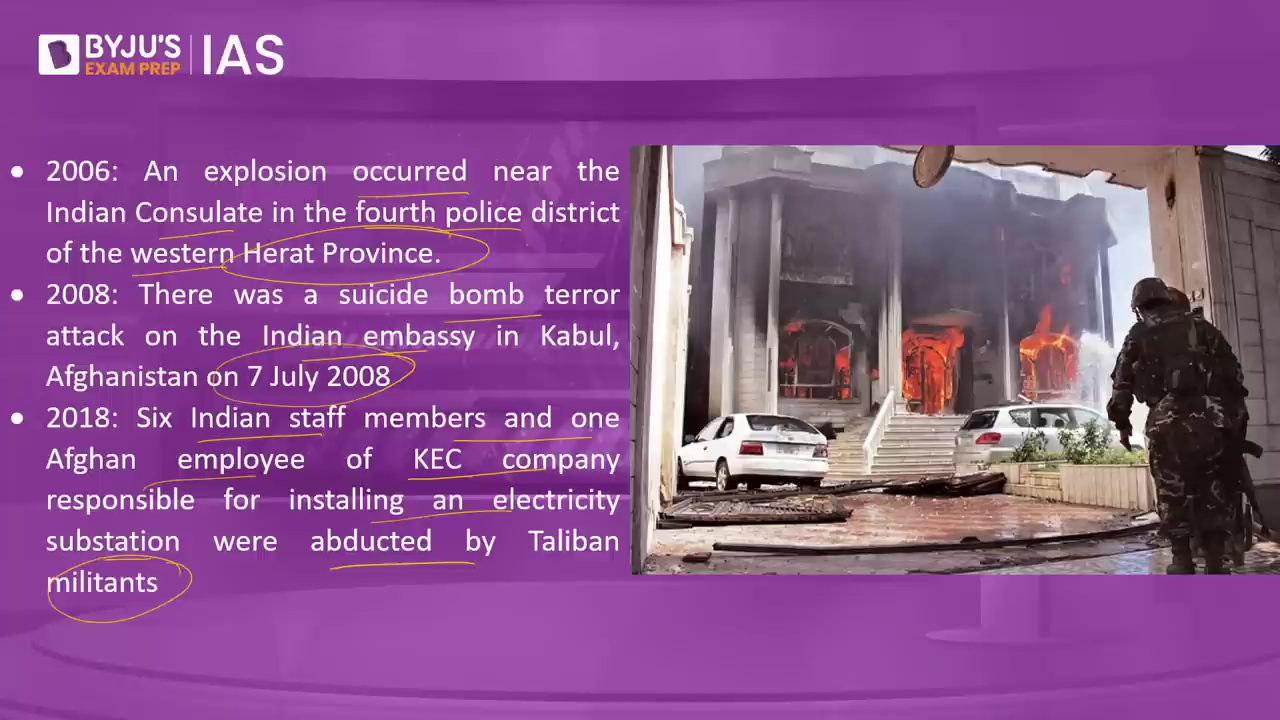 BYJU'S
EXAM PREP
IAS
• 2006: An explosion occurred near the
Indian Consulate in the fourth police district
of the western Herat Province.
• 2008: There was a suicide bomb terror
attack on the Indian embassy in Kabul,
Afghanistan on 7 July 2008
• 2018: Six Indian staff members and one
Afghan employee of KEC company
responsible for installing an electricity
substation were abducted by Taliban
militants